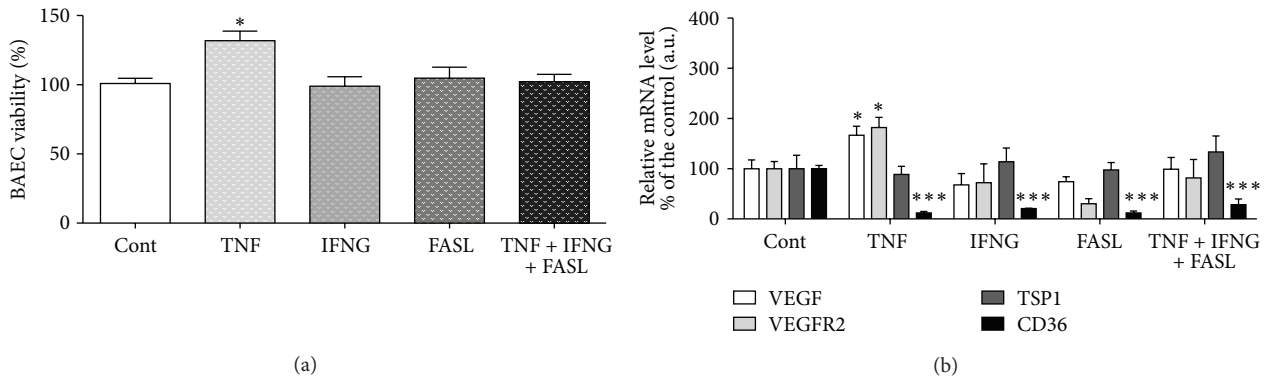 BAEC viability (%)
150
100
50
0
*
Cont
TNF
IFNG
FASL
TNF + IFNG
+ FASL
(a)
Relative mRNA level
% of the control (a.u.)
400
300
200
100
0
*
*
***
***
***
***
Cont
TNF
IFNG
FASL
TNF + IFNG
+ FASL
VEGF
VEGFR2
TSP1
CD36
(b)